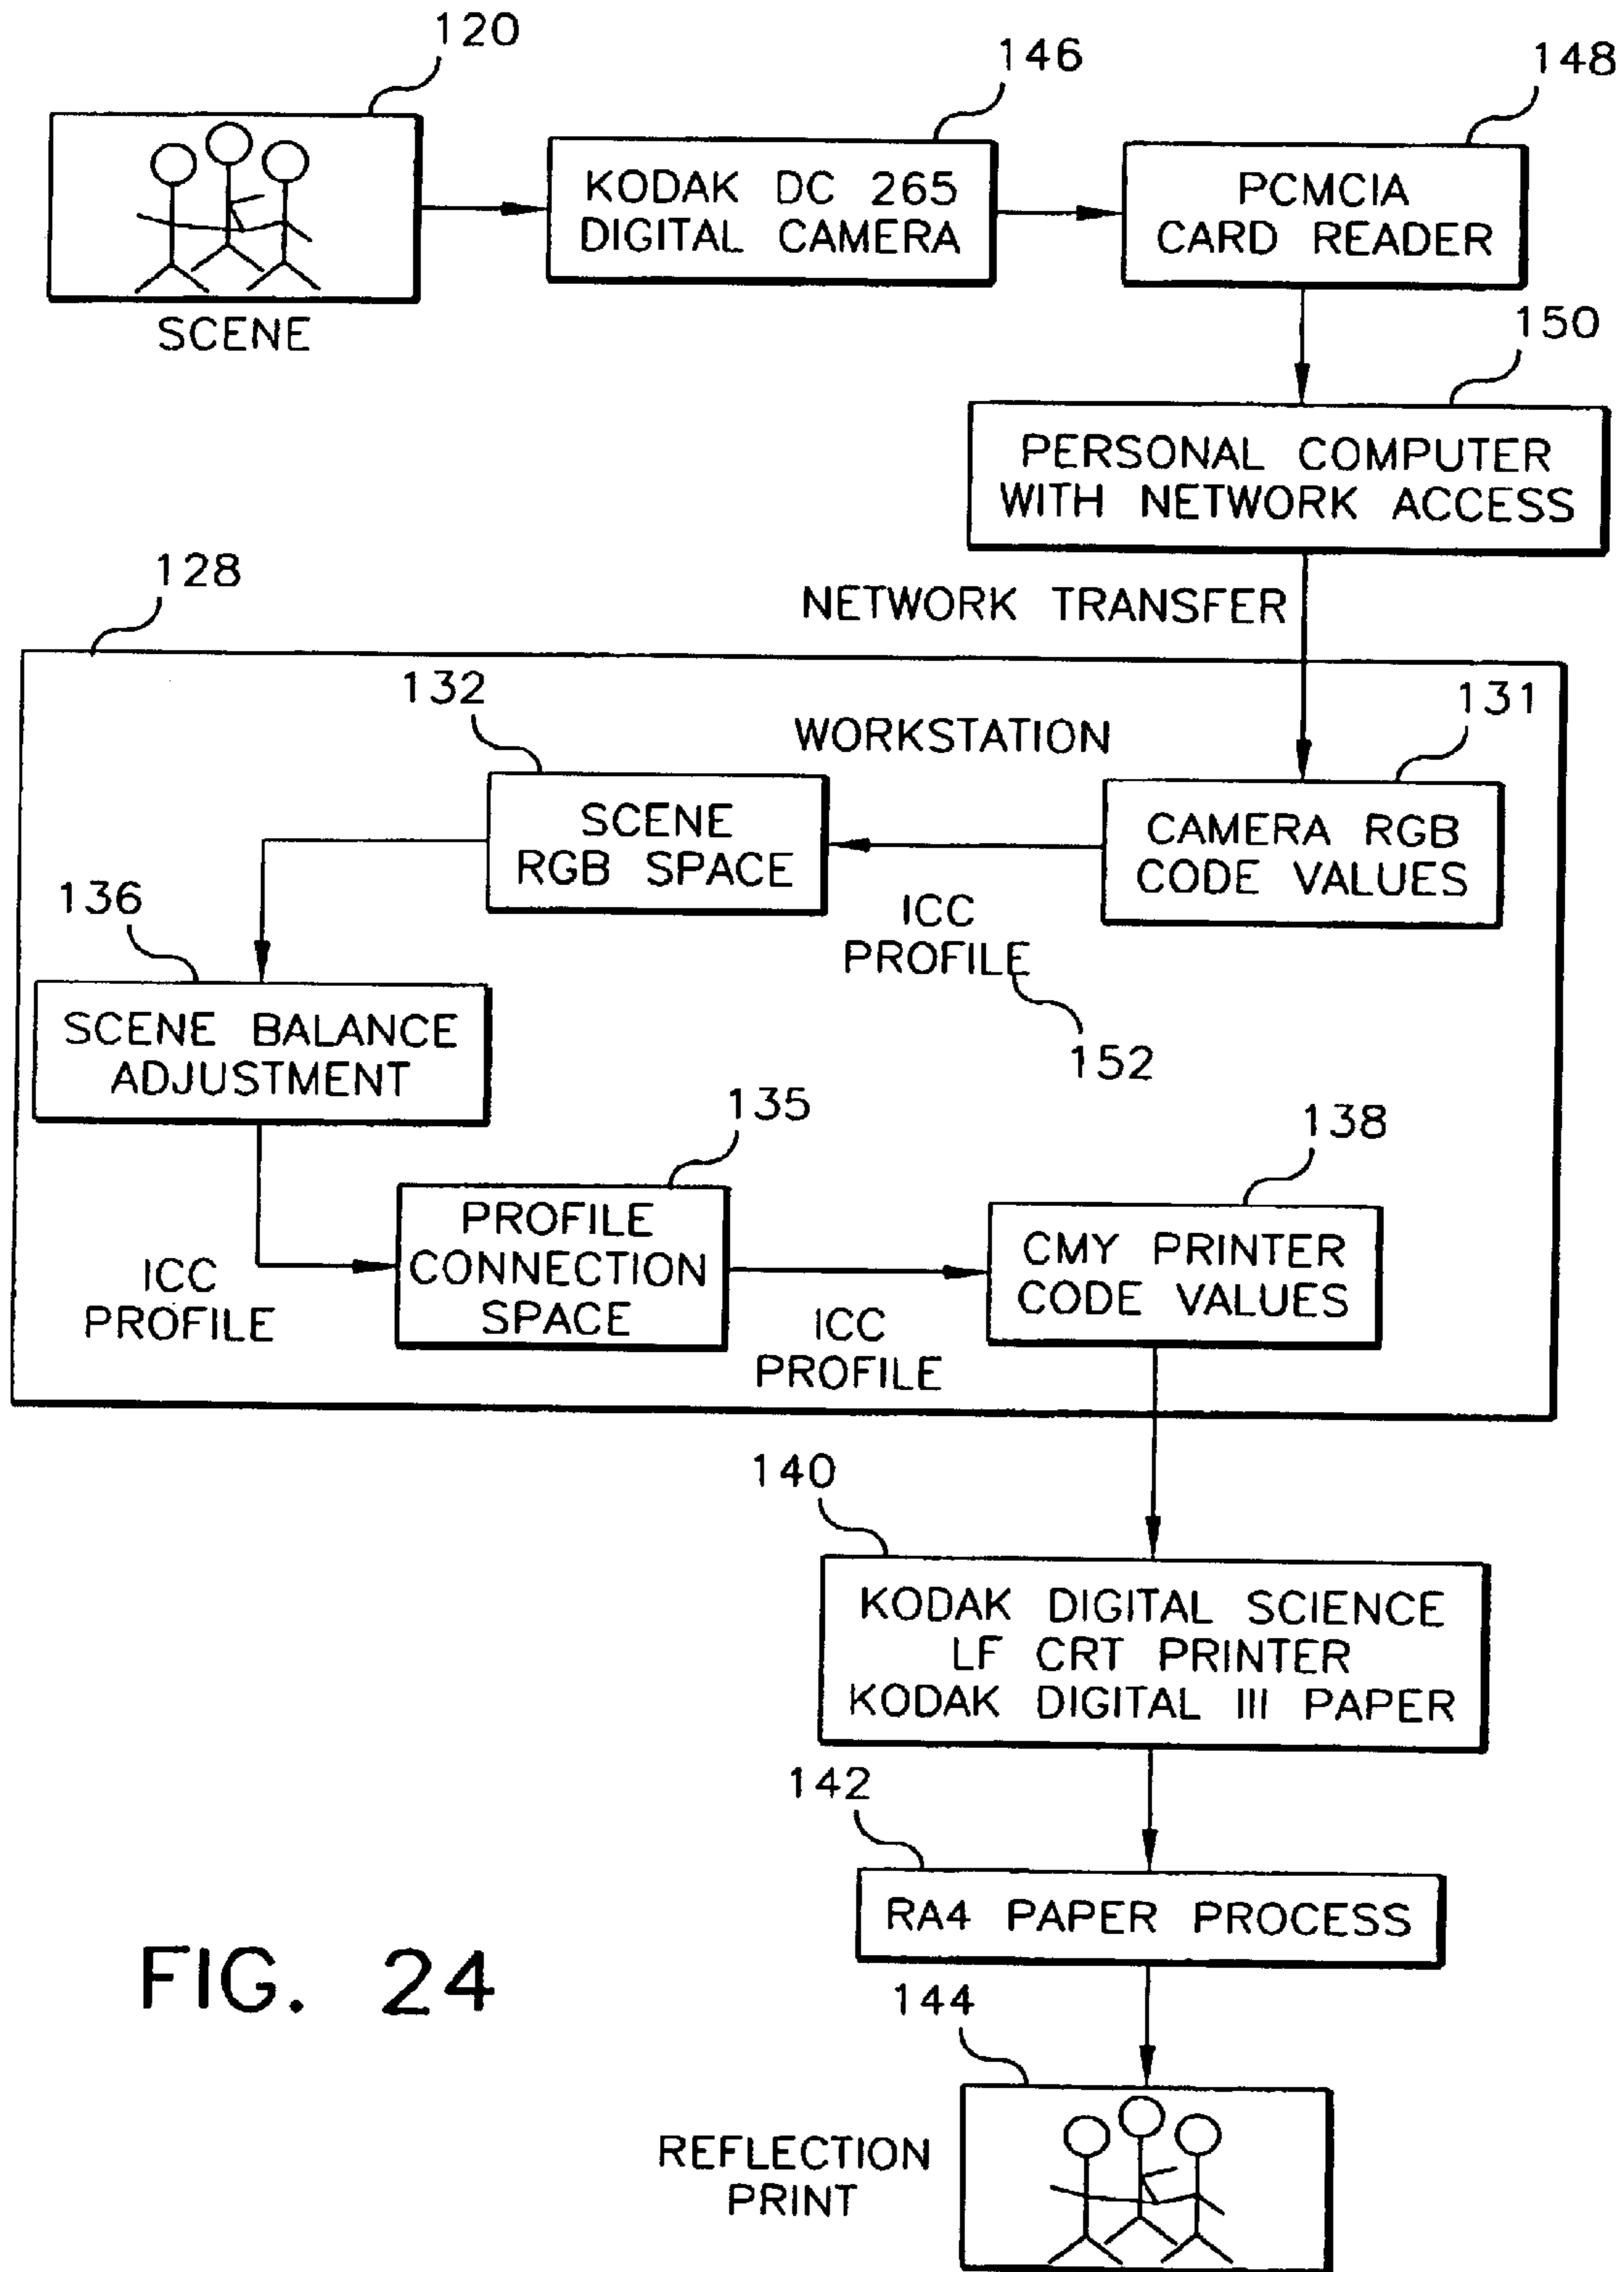 120
146
148
KODAK DC 265
DIGITAL CAMERA
PCMCIA
CARD READER
SCENE
150
PERSONAL COMPUTER
WITH NETWORK ACCESS
128
NETWORK TRANSFER
132
131
WORKSTATION
SCENE
RGB SPACE
CAMERA RGB
CODE VALUES
136
ICC
PROFILE
152
SCENE BALANCE
ADJUSTMENT
135
138
PROFILE
CONNECTION
SPACE
CMY PRINTER
CODE VALUES
ICC
PROFILE
ICC
PROFILE
140
KODAK DIGITAL SCIENCE
LF CRT PRINTER
KODAK DIGITAL III PAPER
142
RA4 PAPER PROCESS
FIG. 24
144
REFLECTION
PRINT